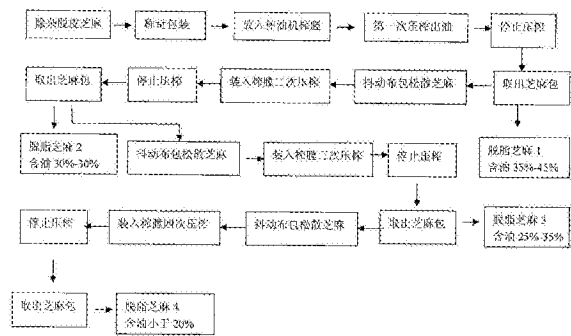 除杂脱皮芝麻
称或包装
放入榨油机榨膛
第一次压榨出油
停止压榨
取出芝麻包
停止压榨
装入榨膛二次压榨
抖动布包松散芝麻
取出芝麻包
脱脂芝麻 2
含油 30%-30%
抖动布包松散芝麻
装入榨膛三次压榨
停止压榨
脱脂芝麻 1
含油 35%-45%
停止压榨
装入榨膛四次压榨
抖动布包松散芝麻
取出芝麻包
脱脂芝麻 3
含油 25%-35%
取出芝麻包
脱脂芝麻 4
含油小于 20%